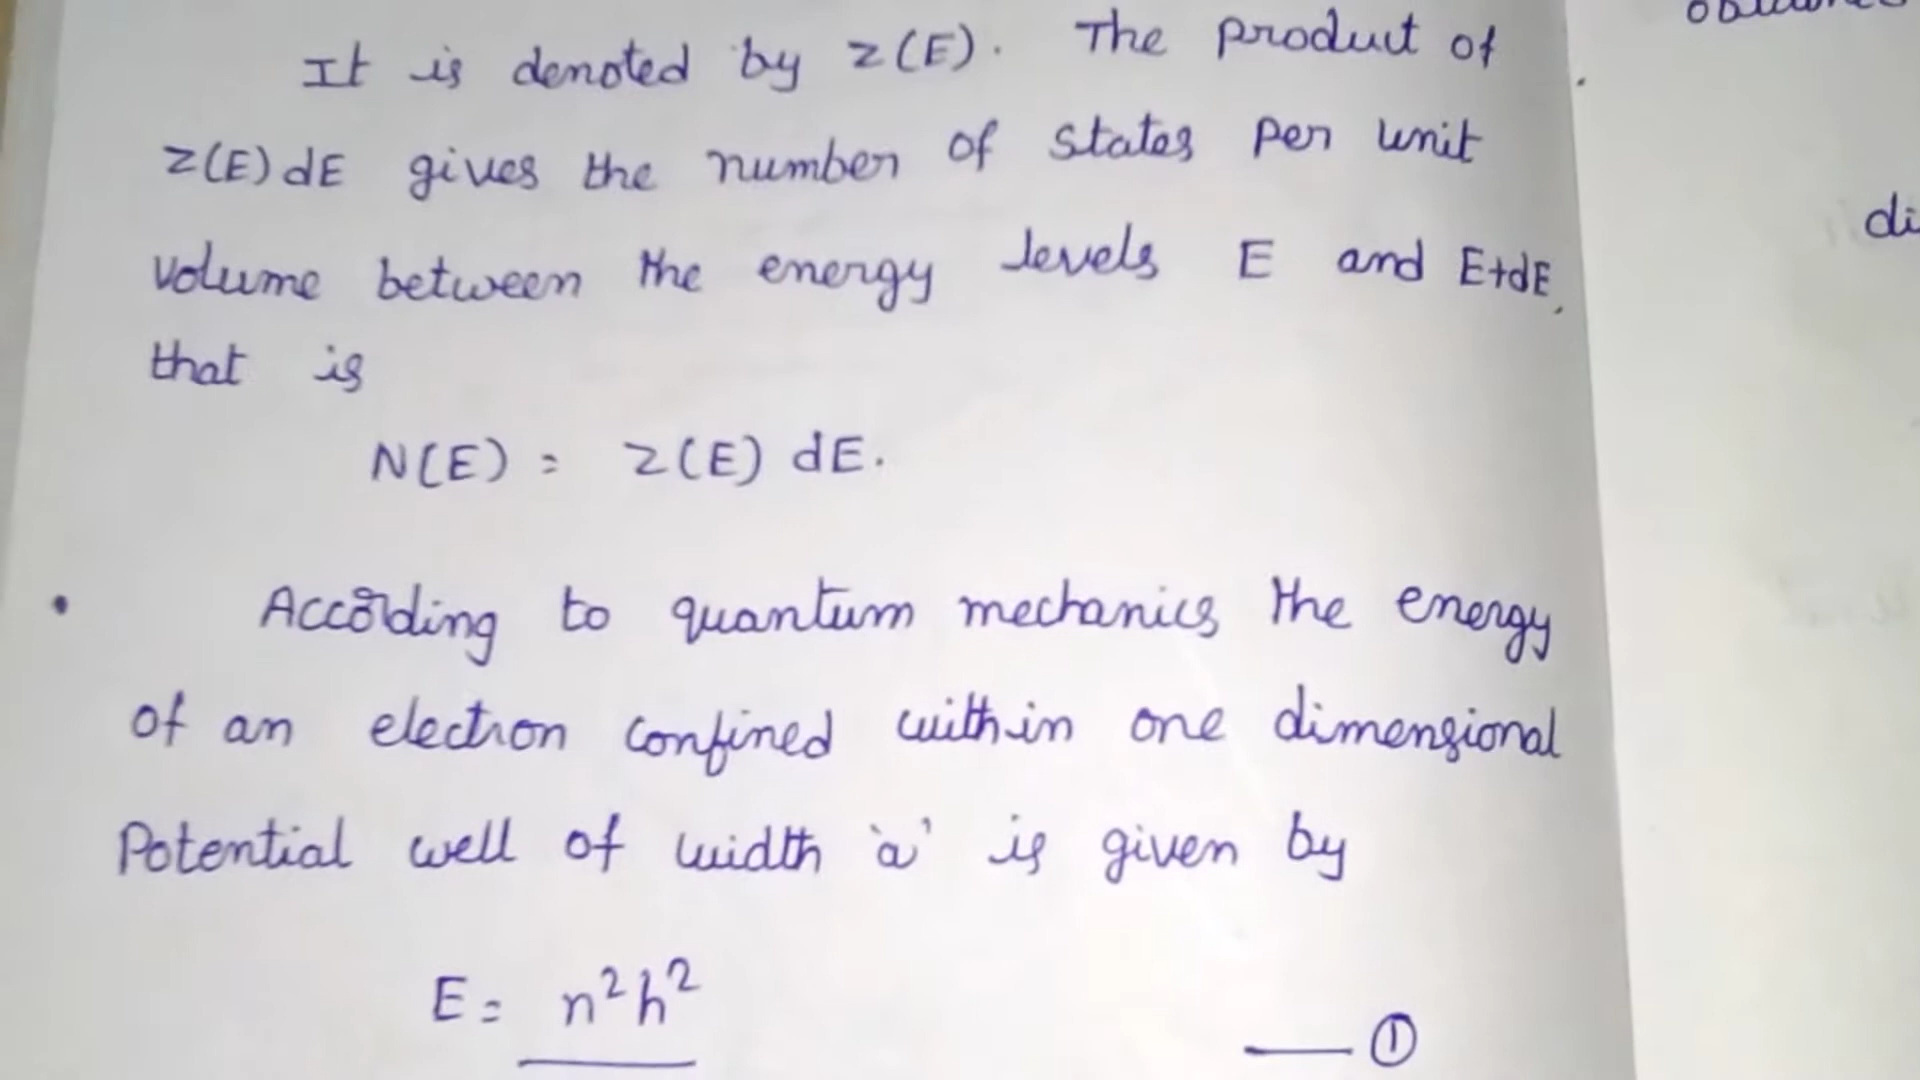 It is denoted by Z(E). The product of
Z(E) dE gives the number of states per unit
volume between the energy levels E and E+dE,
that is
N(E) = Z(E) dE.
• According to quantum mechanics the energy
of an electron confined within one dimensional
Potential well of width 'a' is given by
E = n²h²
— ①
di